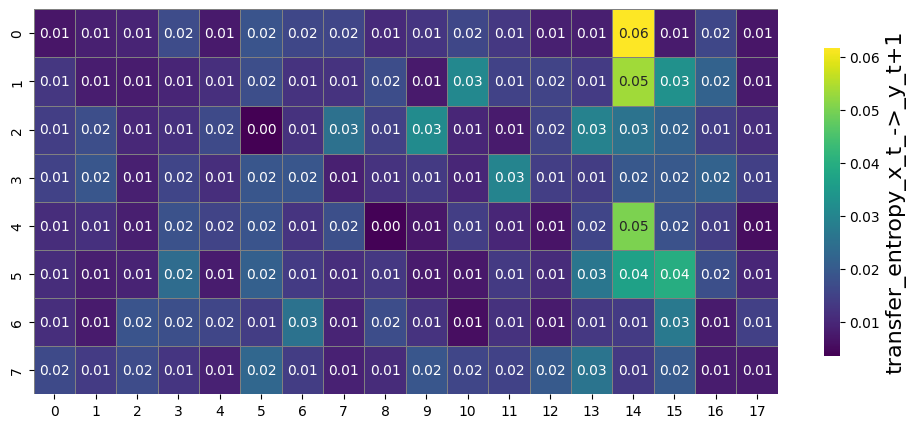 0 0.01 0.01 0.01 0.02 0.01 0.02 0.02 0.02 0.01 0.01 0.02 0.01 0.01 0.01 0.06 0.01 0.02 0.01
1 0.01 0.01 0.01 0.01 0.01 0.02 0.01 0.01 0.02 0.01 0.03 0.01 0.02 0.01 0.05 0.03 0.02 0.01
2 0.01 0.02 0.01 0.01 0.02 0.00 0.01 0.03 0.01 0.03 0.01 0.01 0.02 0.03 0.03 0.02 0.01 0.01
3 0.01 0.02 0.01 0.02 0.01 0.02 0.02 0.01 0.01 0.01 0.01 0.03 0.01 0.01 0.02 0.02 0.02 0.01
4 0.01 0.01 0.01 0.02 0.01 0.02 0.01 0.02 0.00 0.01 0.01 0.01 0.01 0.02 0.05 0.02 0.01 0.01
5 0.01 0.01 0.01 0.02 0.01 0.02 0.01 0.01 0.01 0.01 0.01 0.01 0.01 0.03 0.04 0.04 0.02 0.01
6 0.01 0.01 0.02 0.02 0.02 0.01 0.03 0.01 0.02 0.01 0.01 0.01 0.01 0.01 0.01 0.03 0.01 0.01
7 0.02 0.01 0.02 0.01 0.01 0.02 0.01 0.01 0.01 0.02 0.02 0.02 0.02 0.03 0.01 0.02 0.01 0.01
0 1 2 3 4 5 6 7 8 9 10 11 12 13 14 15 16 17
0.06
0.05
0.04
0.03
0.02
0.01
transfer_entropy_x_t_->_y_t+1